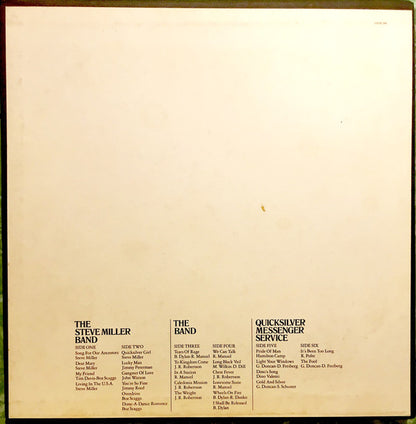 THE
STEVE MILLER
BAND
SIDE ONE
Song For Our Ancestors
Steve Miller
Dear Mary
Steve Miller
My Friend
Tim Davis-Boz Scaggs
Living In The U.S.A.
Steve Miller
SIDE TWO
Quicksilver Girl
Steve Miller
Lucky Man
Jimmy Peterman
Gangster Of Love
John Watson
You're So Fine
Jimmy Reed
Overdrive
Boz Scaggs
Dime-A-Dance Romance
Boz Scaggs
THE
BAND
SIDE THREE
Tears Of Rage
B. Dylan-R. Manuel
To Kingdom Come
J. R. Robertson
In A Station
R. Manuel
Caledonia Mission
J. R. Robertson
The Weight
J. R. Robertson
SIDE FOUR
We Can Talk
R. Manuel
Long Black Veil
M. Wilkin-D. Dill
Chest Fever
J. R. Robertson
Lonesome Suzie
R. Manuel
Wheels On Fire
B. Dylan-R. Danko
I Shall Be Released
B. Dylan
QUICKSILVER
MESSENGER
SERVICE
SIDE FIVE
Pride Of Man
Hamilton Camp
Light Your Windows
G. Duncan-D. Freiberg
Dino's Song
Dino Valenti
Gold And Silver
G. Duncan-S. Schuster
SIDE SIX
It's Been Too Long
R. Polte
The Fool
G. Duncan-D. Freiberg